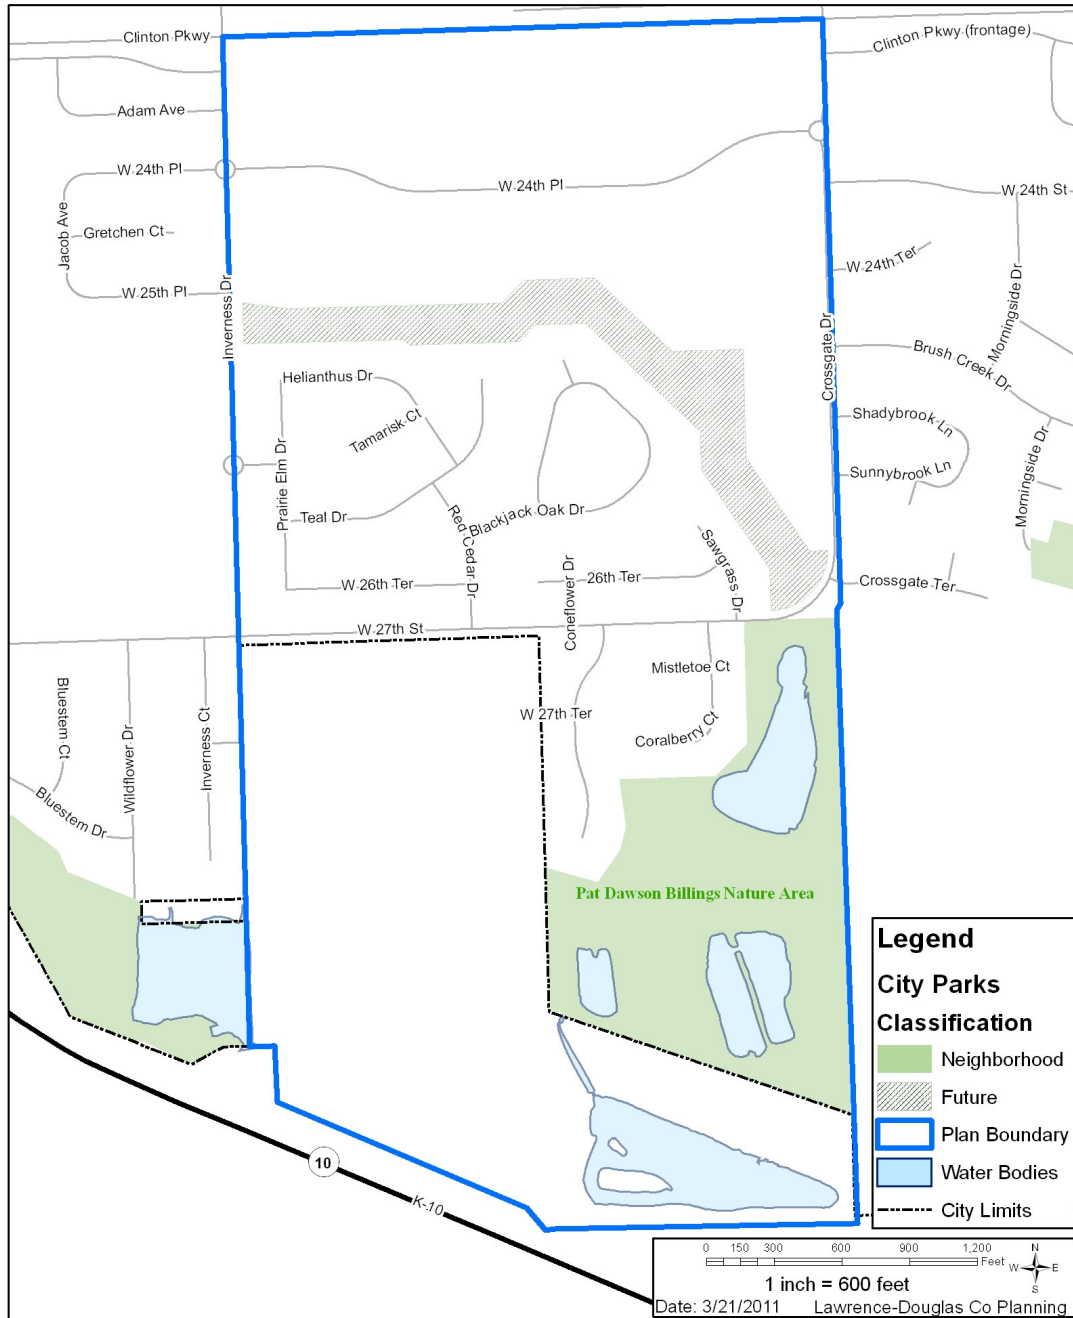 Clinton Pkwy
Clinton Pkwy (frontage)
Adam Ave
W 24th Pl
W 24th Pl
W 24th St
Jacob Ave
Gretchen Ct
W 24th Ter
Morningside Dr
W 25th Pl
Inverness Dr
Crossgate Dr
Brush Creek Dr
Helianthus Dr
Tamarisk Ct
Shadybrook Ln
Prairie Elm Dr
Sunnybrook Ln
Morningside Dr
Teal Dr
Red Cedar Dr
Blackjack Oak Dr
Sawgrass Dr
W 26th Ter
Coneflower Dr
26th Ter
Crossgate Ter
W 27th St
Bluestem Ct
Wildflower Dr
Inverness Ct
Mistletoe Ct
W 27th Ter
Coralberry Ct
Bluestem Dr
Pat Dawson Billings Nature Area
10
K-10
Legend
City Parks
Classification
Neighborhood
Future
Plan Boundary
Water Bodies
City Limits
0 150 300 600 900 1,200
Feet
N
W E
S
1 inch = 600 feet
Date: 3/21/2011 Lawrence-Douglas Co Planning